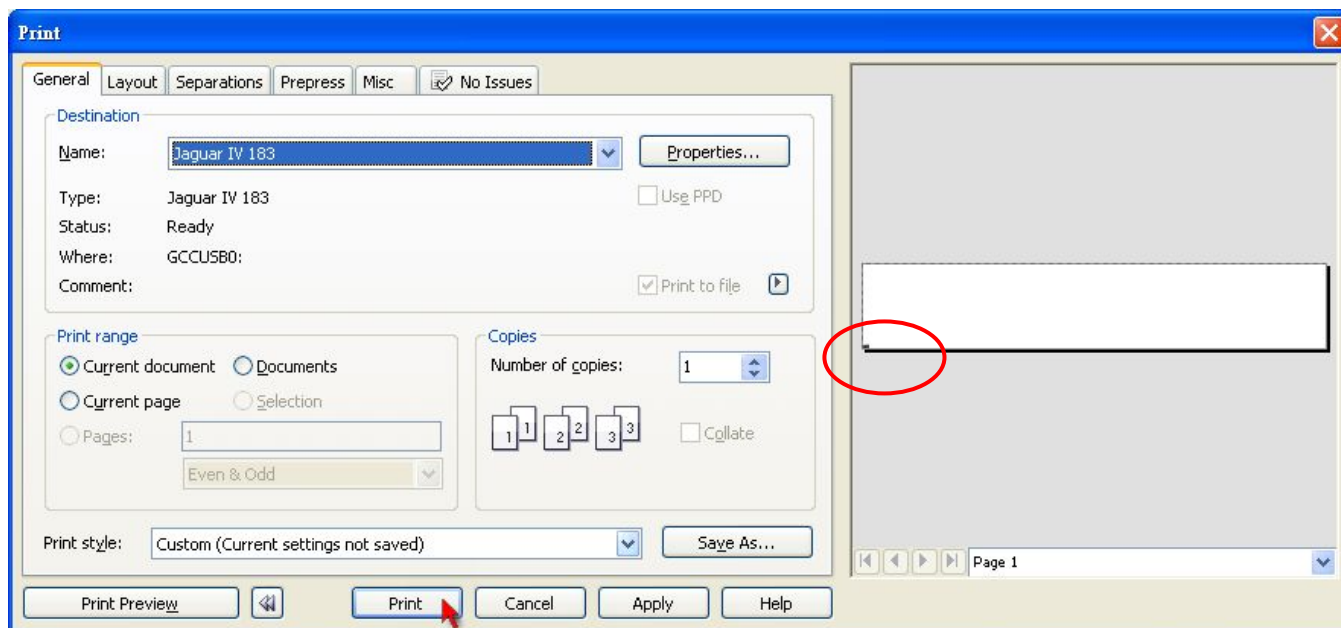 Print
General Layout Separations Prepress Misc No Issues
Destination
Name: Jaguar IV 183 Properties...
Type: Jaguar IV 183 Use PPD
Status: Ready
Where: GCCUSB0:
Comment: Print to file
Print range
Current document Documents
Current page Selection
Pages: 1
Even & Odd
Copies
Number of copies: 1
1 1 2 2 3 3 Collate
Print style: Custom (Current settings not saved) Save As...
Page 1
Print Preview Print Cancel Apply Help